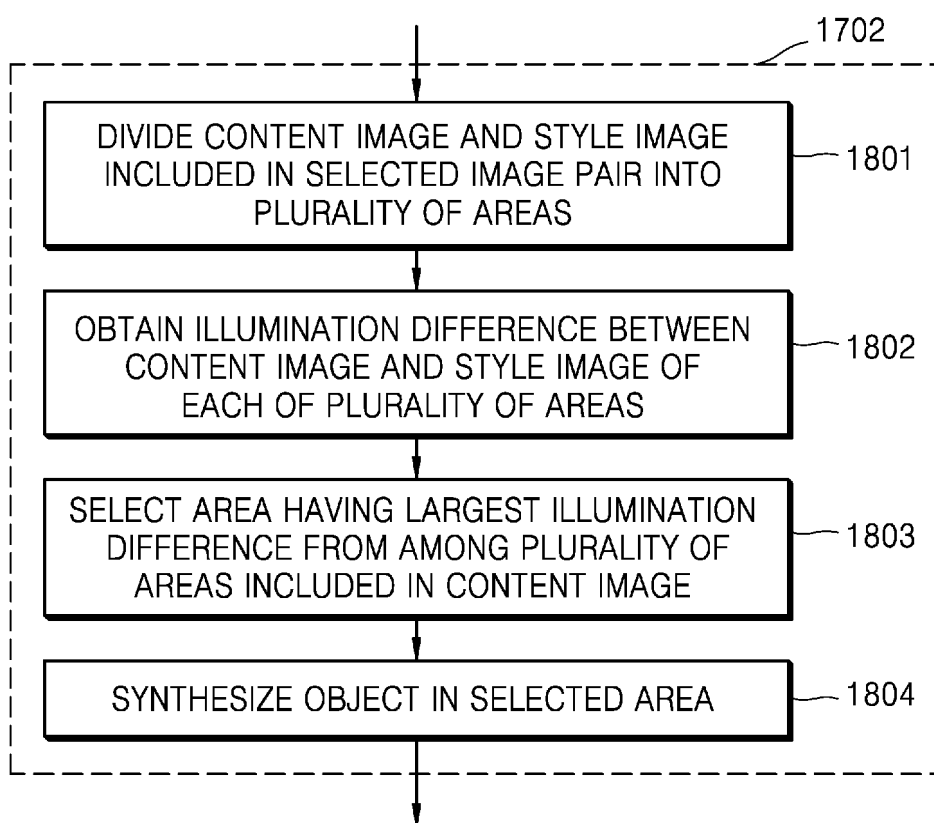 1702
DIVIDE CONTENT IMAGE AND STYLE IMAGE
INCLUDED IN SELECTED IMAGE PAIR INTO
PLURALITY OF AREAS
1801
OBTAIN ILLUMINATION DIFFERENCE BETWEEN
CONTENT IMAGE AND STYLE IMAGE OF
EACH OF PLURALITY OF AREAS
1802
SELECT AREA HAVING LARGEST ILLUMINATION
DIFFERENCE FROM AMONG PLURALITY OF
AREAS INCLUDED IN CONTENT IMAGE
1803
SYNTHESIZE OBJECT IN SELECTED AREA
1804